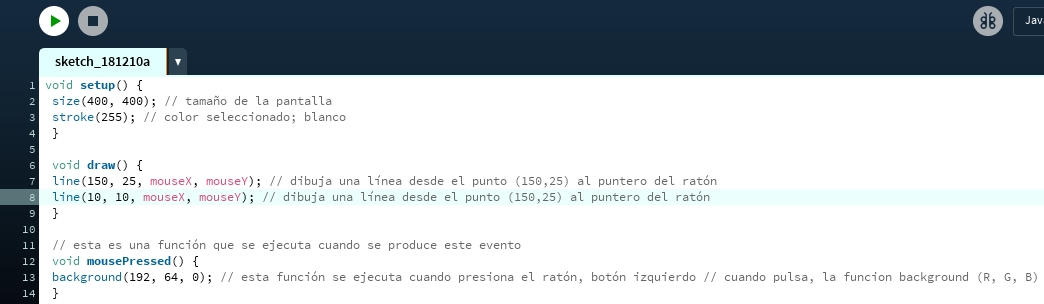 Jav
sketch_181210a
1 void setup() {
2 size(400, 400); // tamaño de la pantalla
3 stroke(255); // color seleccionado; blanco
4 }
5
6 void draw() {
7 line(150, 25, mouseX, mouseY); // dibuja una línea desde el punto (150,25) al puntero del ratón
8 line(10, 10, mouseX, mouseY); // dibuja una línea desde el punto (150,25) al puntero del ratón
9 }
10
11 // esta es una función que se ejecuta cuando se produce este evento
12 void mousePressed() {
13 background(192, 64, 0); // esta función se ejecuta cuando presiona el ratón, botón izquierdo // cuando pulsa, la funcion background (R, G, B)
14 }